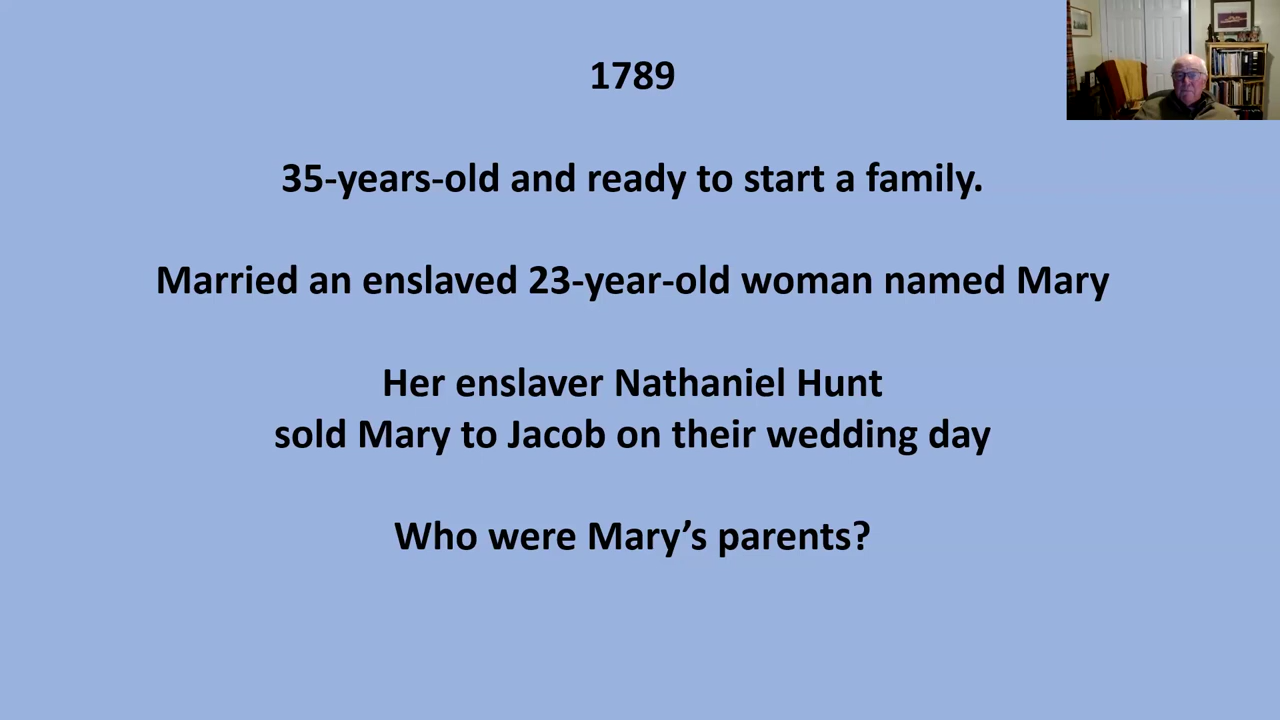 1789
35-years-old and ready to start a family.
Married an enslaved 23-year-old woman named Mary
Her enslaver Nathaniel Hunt
sold Mary to Jacob on their wedding day
Who were Mary’s parents?